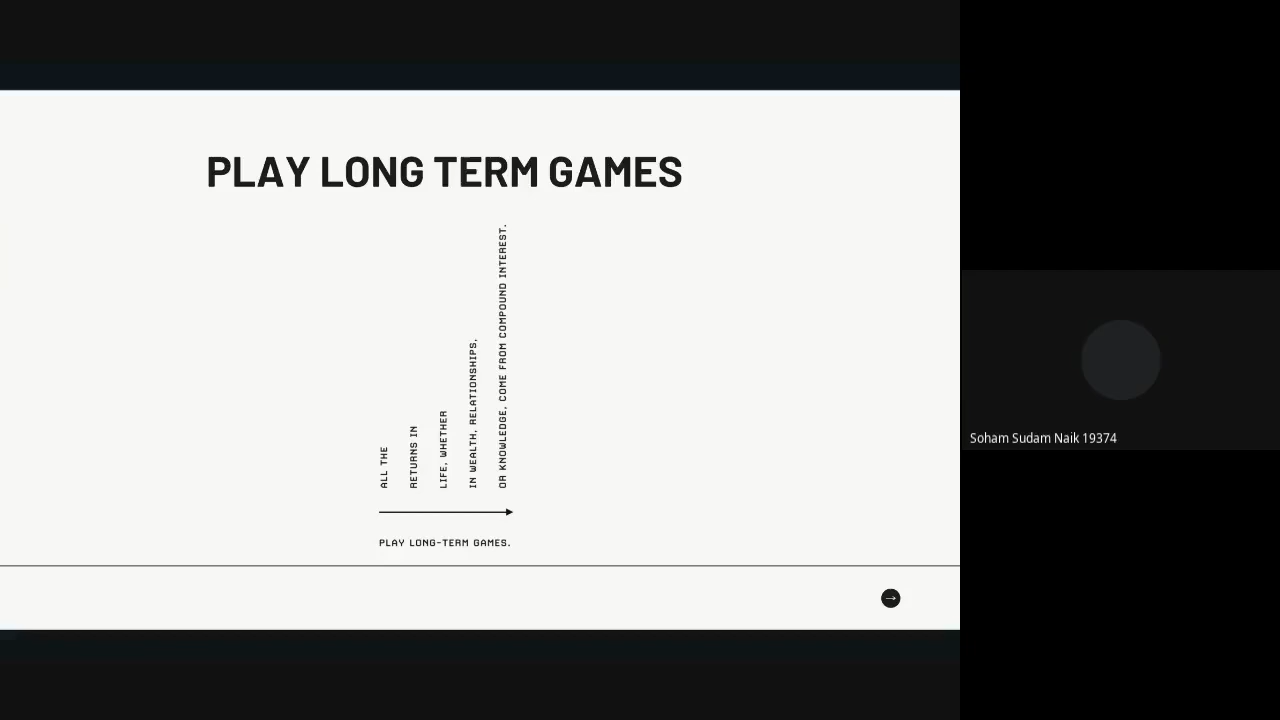 PLAY LONG TERM GAMES
ALL THE
RETURNS IN
LIFE, WHETHER
IN WEALTH, RELATIONSHIPS,
OR KNOWLEDGE, COME FROM COMPOUND INTEREST.
PLAY LONG-TERM GAMES.
Soham Sudam Naik 19374